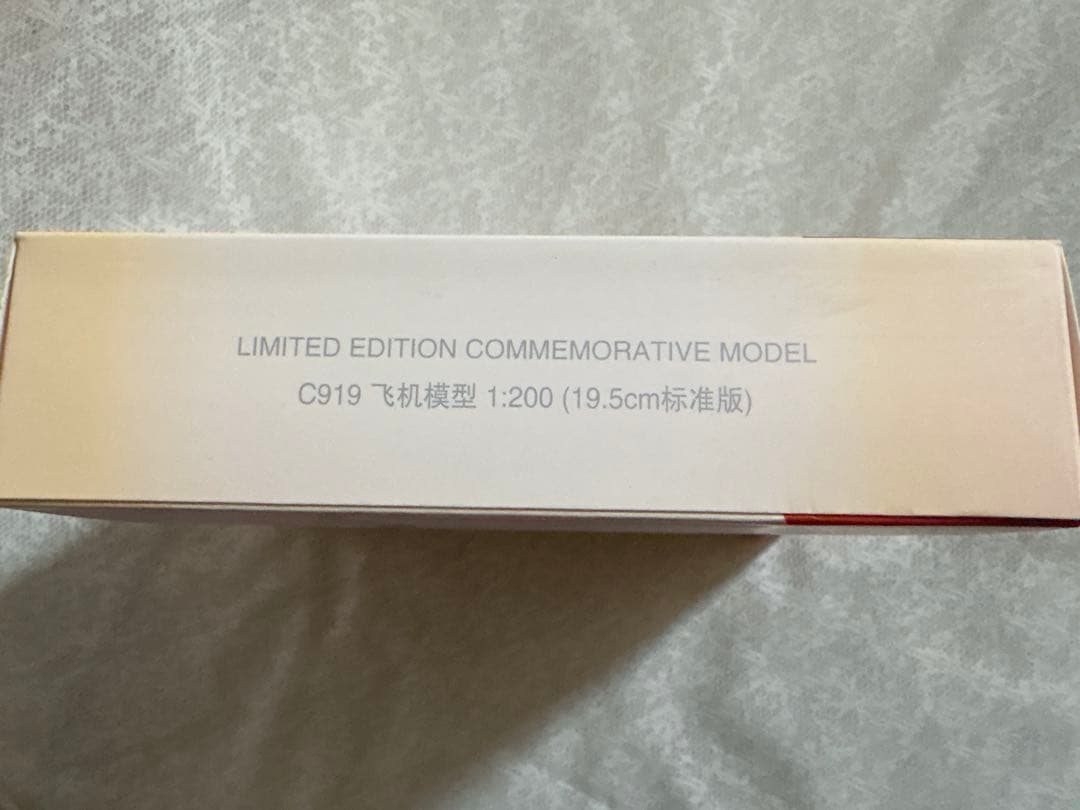 LIMITED EDITION COMMEMORATIVE MODEL
C919 飞机模型 1:200 (19.5cm标准版)